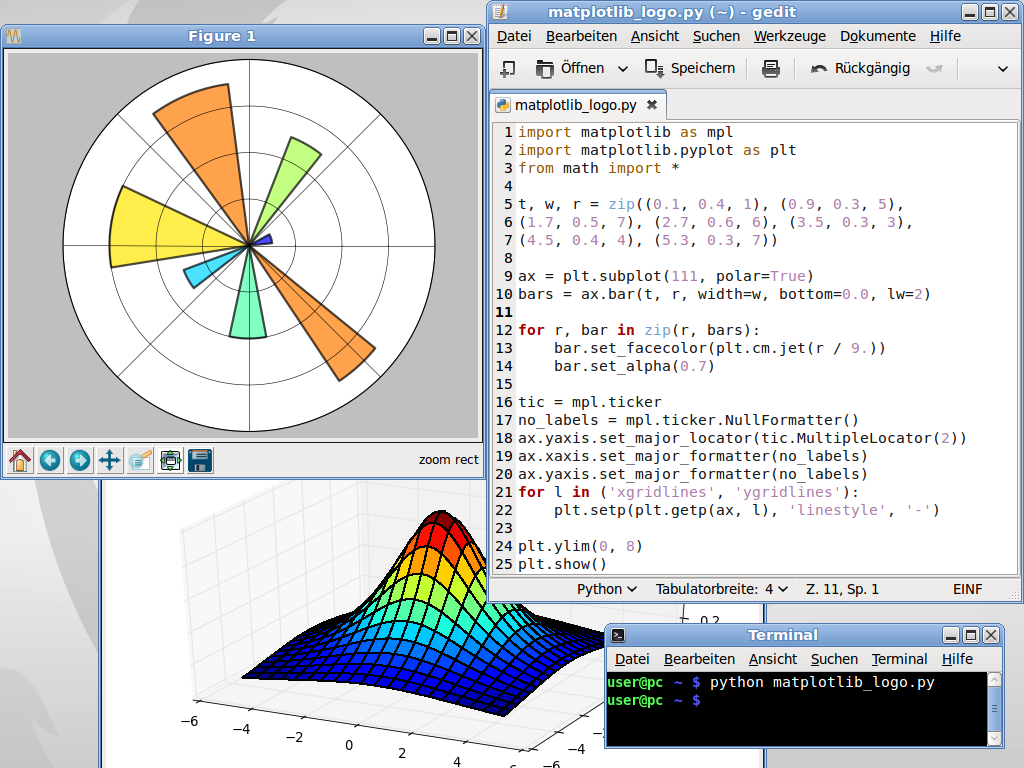 Figure 1
zoom rect
matplotlib_logo.py (~) - gedit
Datei Bearbeiten Ansicht Suchen Werkzeuge Dokumente Hilfe
Öffnen Speichern Rückgängig
matplotlib_logo.py
1 import matplotlib as mpl
2 import matplotlib.pyplot as plt
3 from math import *
4
5 t, w, r = zip((0.1, 0.4, 1), (0.9, 0.3, 5),
6 (1.7, 0.5, 7), (2.7, 0.6, 6), (3.5, 0.3, 3),
7 (4.5, 0.4, 4), (5.3, 0.3, 7))
8
9 ax = plt.subplot(111, polar=True)
10 bars = ax.bar(t, r, width=w, bottom=0.0, lw=2)
11
12 for r, bar in zip(r, bars):
13     bar.set_facecolor(plt.cm.jet(r / 9.))
14     bar.set_alpha(0.7)
15
16 tic = mpl.ticker
17 no_labels = mpl.ticker.NullFormatter()
18 ax.yaxis.set_major_locator(tic.MultipleLocator(2))
19 ax.xaxis.set_major_formatter(no_labels)
20 ax.yaxis.set_major_formatter(no_labels)
21 for l in ('xgridlines', 'ygridlines'):
22     plt.setp(plt.getp(ax, l), 'linestyle', '-')
23
24 plt.ylim(0, 8)
25 plt.show()
Python Tabulatorbreite: 4 Z. 11, Sp. 1 EINF
0.2
−6 −4 −2 0 2 4
−6 −4
Terminal
Datei Bearbeiten Ansicht Suchen Terminal Hilfe
user@pc ~ $ python matplotlib_logo.py
user@pc ~ $